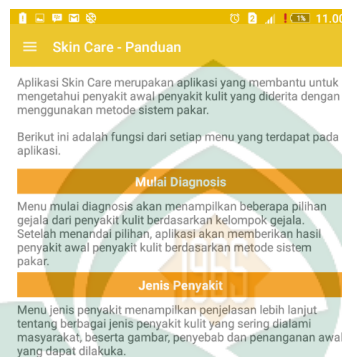 11.00
Skin Care - Panduan
Aplikasi Skin Care merupakan aplikasi yang membantu untuk
mengetahui penyakit awal penyakit kulit yang diderita dengan
menggunakan metode sistem pakar.
Berikut ini adalah fungsi dari setiap menu yang terdapat pada
aplikasi.
Mulai Diagnosis
Menu mulai diagnosis akan menampilkan beberapa pilihan
gejala dari penyakit kulit berdasarkan kelompok gejala.
Setelah menandai pilihan, aplikasi akan memberikan hasil
penyakit awal penyakit kulit berdasarkan metode sistem
pakar.
Jenis Penyakit
Menu jenis penyakit menampilkan penjelasan lebih lanjut
tentang berbagai jenis penyakit kulit yang sering dialami
masyarakat, beserta gambar, penyebab dan penanganan awal
yang dapat dilakuka.